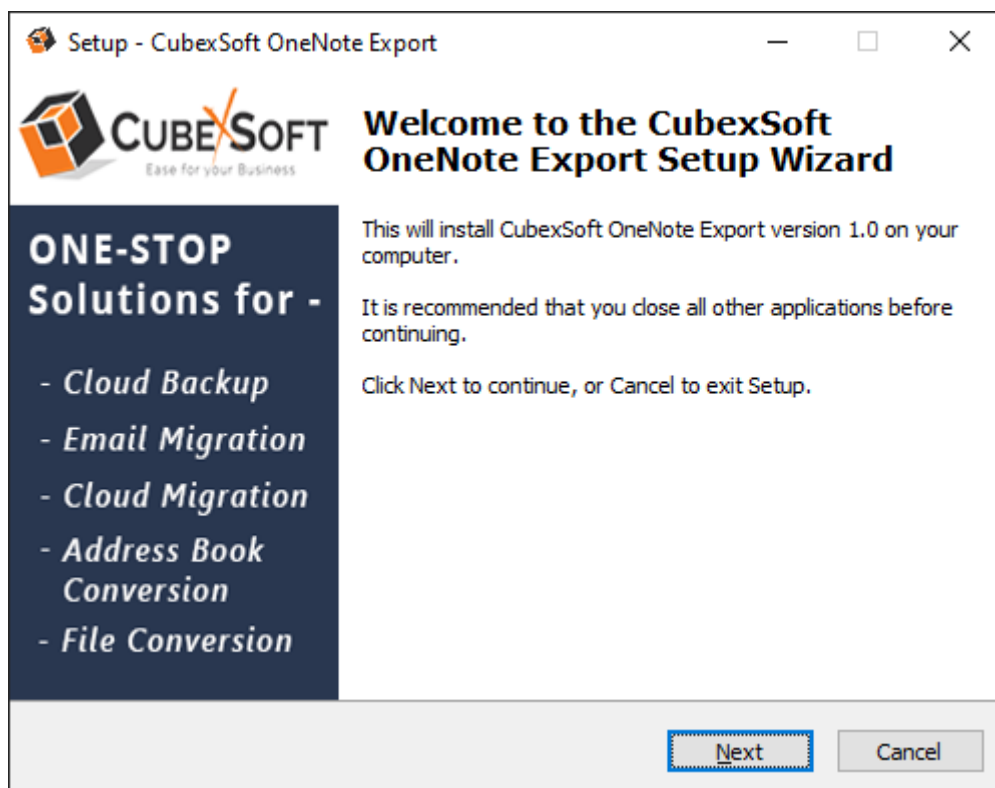 Setup - CubexSoft OneNote Export
CUBEXSOFT
Ease for your Business
Welcome to the CubexSoft
OneNote Export Setup Wizard
ONE-STOP
Solutions for -
- Cloud Backup
- Email Migration
- Cloud Migration
- Address Book
Conversion
- File Conversion
This will install CubexSoft OneNote Export version 1.0 on your
computer.
It is recommended that you close all other applications before
continuing.
Click Next to continue, or Cancel to exit Setup.
Next
Cancel